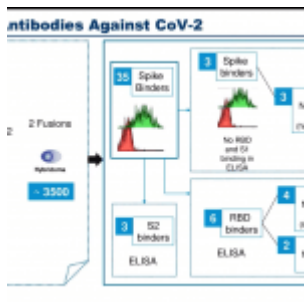 ntibodies Against CoV-2
2 Fusions
Hybridoma
~ 3500
35 Spike
Binders
3 Spike
binders
No RBD
and S1
binding in
ELISA
3
3 S2
binders
ELISA
6 RBD
binders
ELISA
4
2